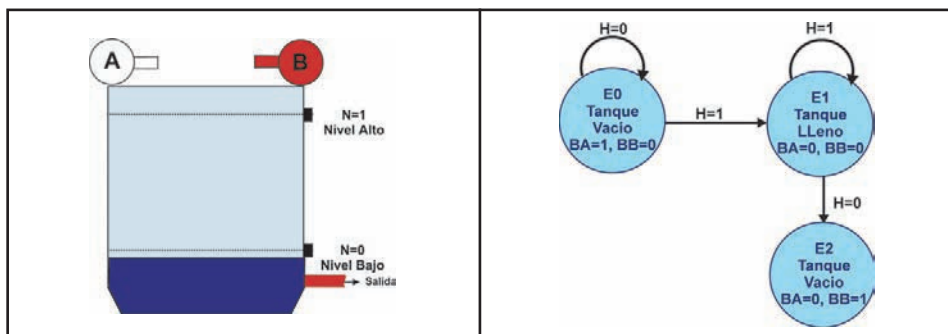 A
B
N=1
Nivel Alto
N=0
Nivel Bajo
Salida
H=0
H=1
E0
Tanque
Vacio
BA=1, BB=0
H=1
E1
Tanque
LLeno
BA=0, BB=0
H=0
E2
Tanque
Vacio
BA=0, BB=1